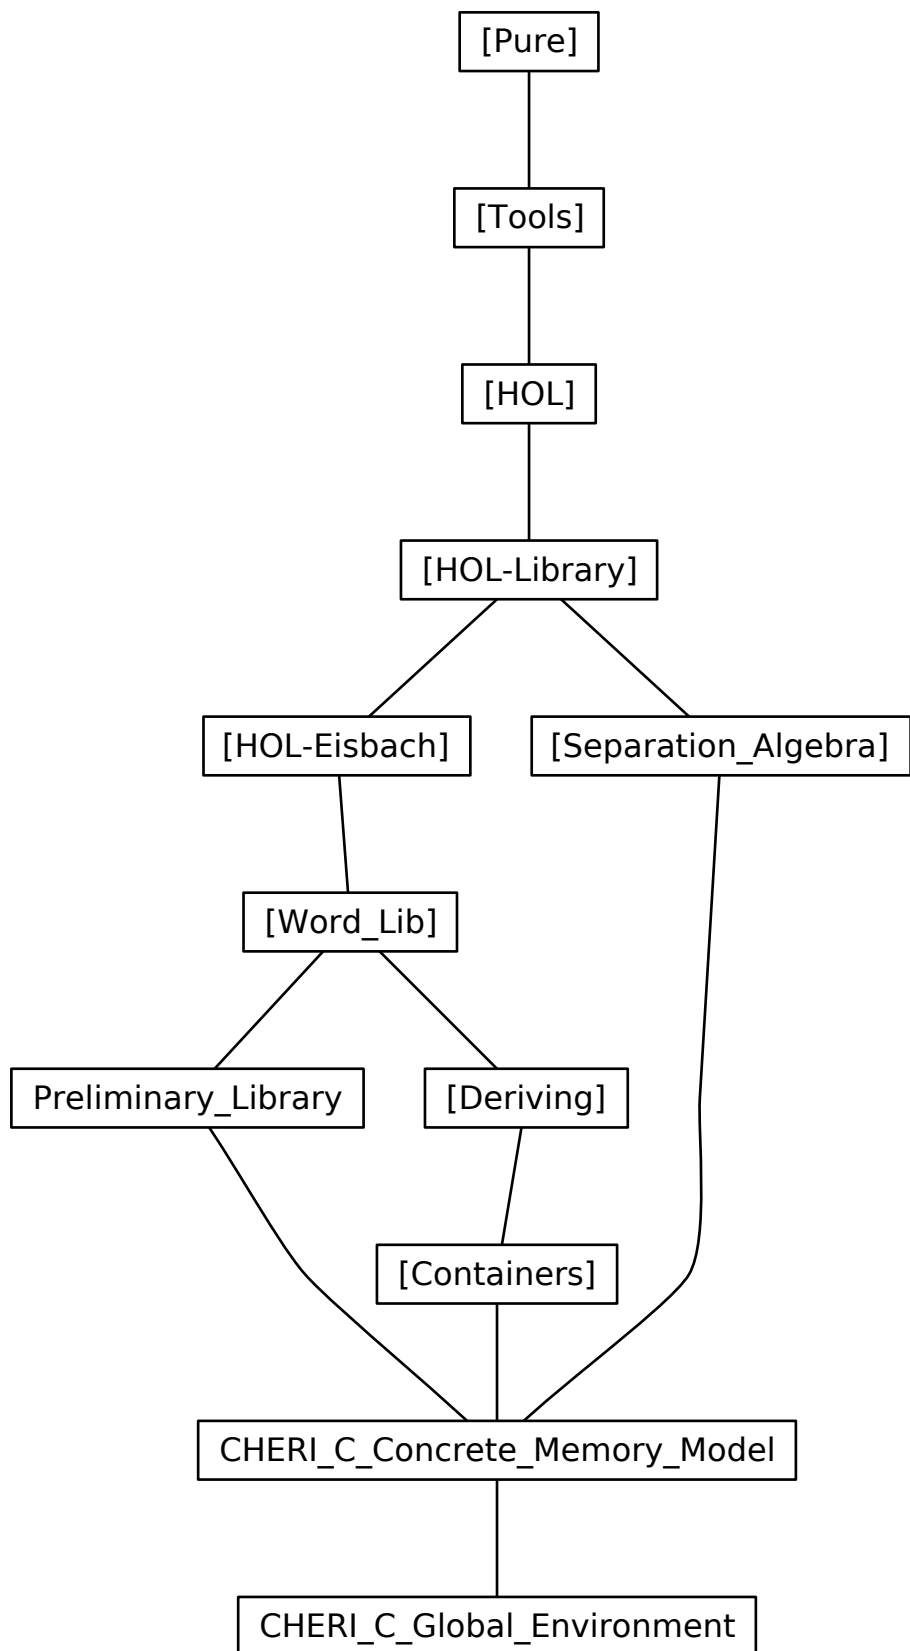 [Pure]
[Tools]
[HOL]
[HOL-Library]
[HOL-Eisbach]
[Separation_Algebra]
[Word_Lib]
Preliminary_Library
[Deriving]
[Containers]
CHERI_C_Concrete_Memory_Model
CHERI_C_Global_Environment